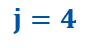 j = 4